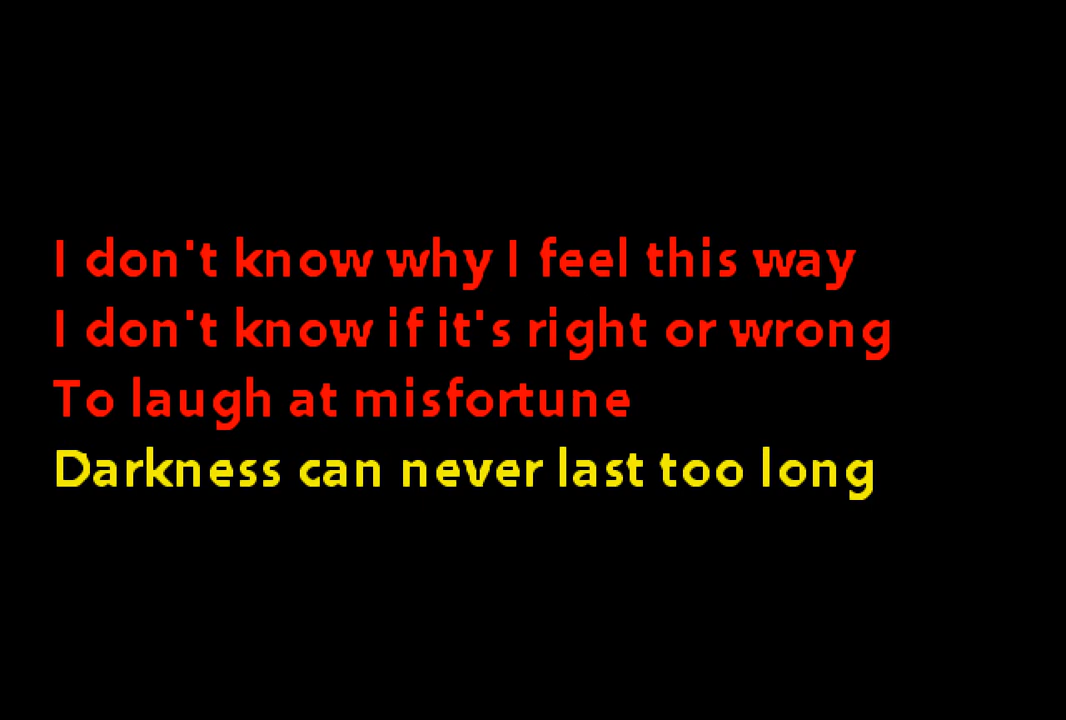 I don't know why I feel this way
I don't know if it's right or wrong
To laugh at misfortune
Darkness can never last too long